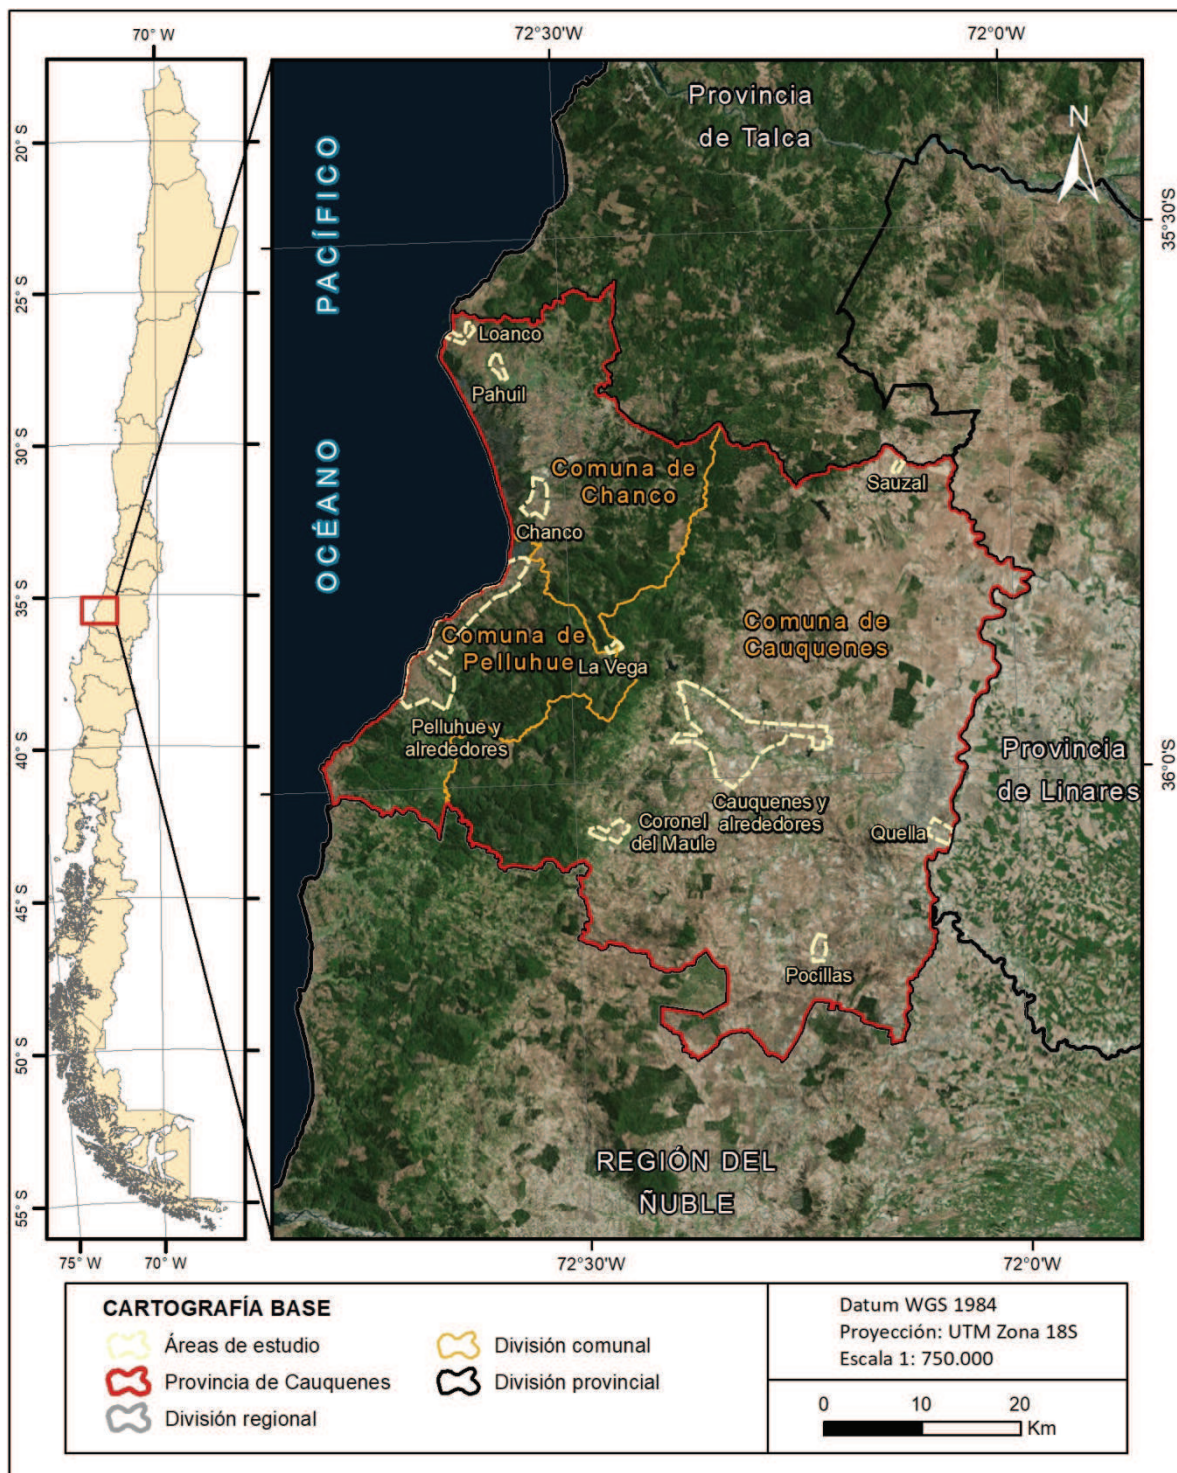 70° W
72°30'W
72°0'W
20° S
25° S
30° S
35° S
40° S
45° S
50° S
55° S
75° W
70° W
Provincia
de Talca
N
35°30'S
OCÉANO PACÍFICO
Loanco
Pahuil
Comuna de
Chanco
Sauzal
Chanco
Comuna de
Pelluhue
La Vega
Comuna de
Cauquenes
Pelluhue y
alrededores
Provincia
de Linares
36°0'S
Cauquenes y
alrededores
Coronel
del Maule
Quella
Pocillas
REGIÓN DEL
ÑUBLE
72°30'W
72°0'W
CARTOGRAFÍA BASE
Áreas de estudio
Provincia de Cauquenes
División regional
División comunal
División provincial
Datum WGS 1984
Proyección: UTM Zona 18S
Escala 1: 750.000
0 10 20
Km